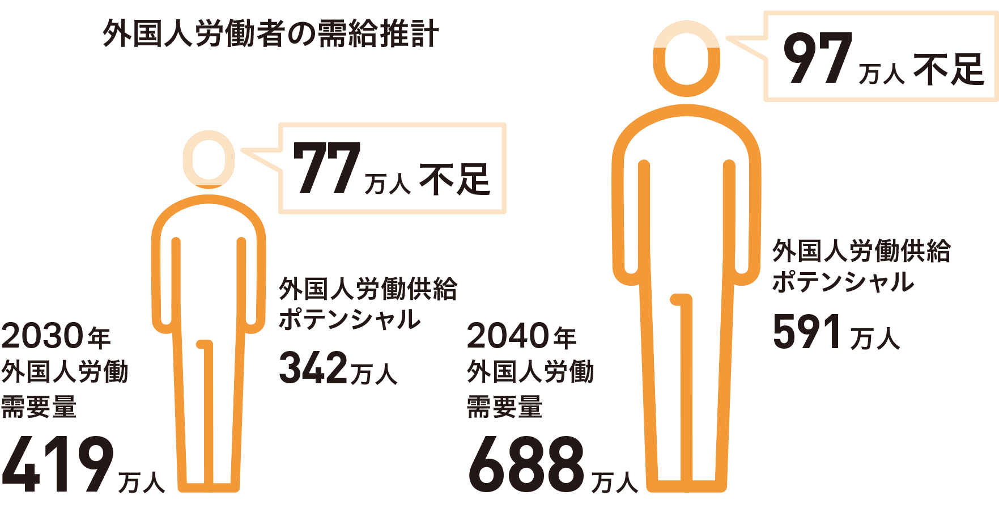 外国人労働者の需給推計
77万人 不足
2030年
外国人労働
需要量
419万人
外国人労働供給
ポテンシャル
342万人
97万人 不足
2040年
外国人労働
需要量
688万人
外国人労働供給
ポテンシャル
591万人